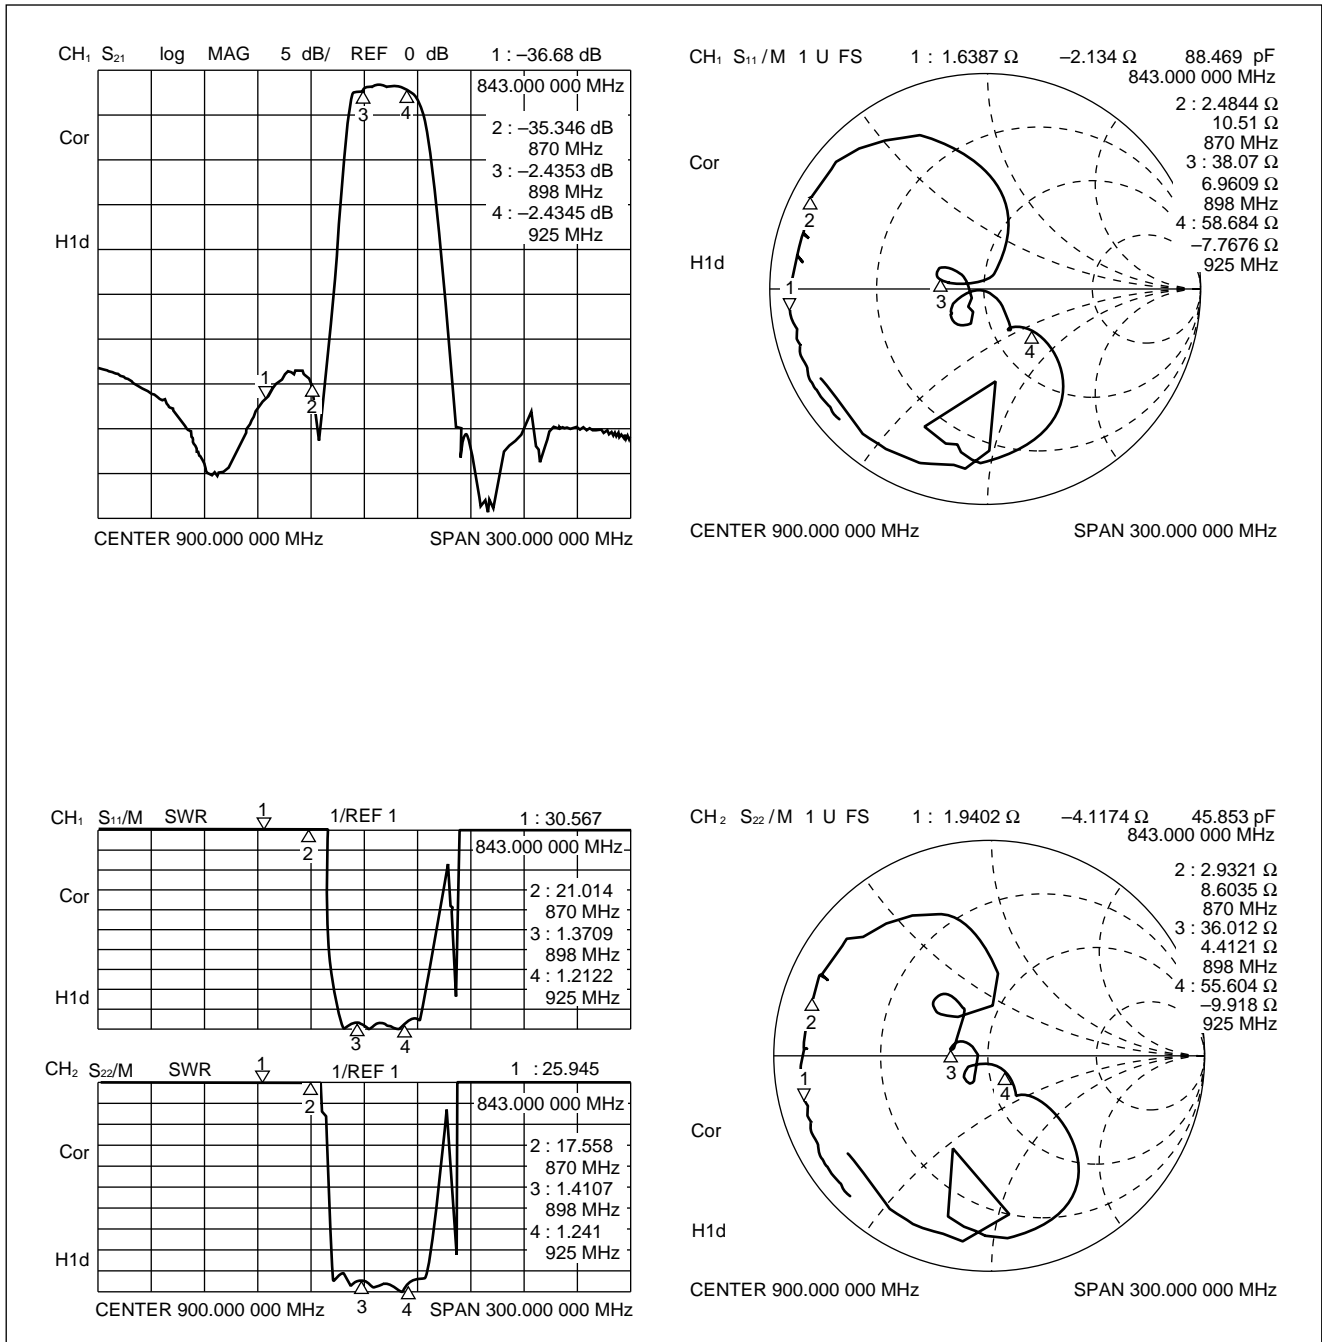 CH₁ S₂₁ log MAG 5 dB/ REF 0 dB 1 : –36.68 dB
843.000 000 MHz
Cor
2 : –35.346 dB
870 MHz
3 : –2.4353 dB
898 MHz
4 : –2.4345 dB
925 MHz
H1d
3
4
1
2
CENTER 900.000 000 MHz SPAN 300.000 000 MHz
CH₁ S₁₁/M 1 U FS 1 : 1.6387 Ω –2.134 Ω 88.469 pF
843.000 000 MHz
2 : 2.4844 Ω
10.51 Ω
870 MHz
3 : 38.07 Ω
6.9609 Ω
898 MHz
4 : 58.684 Ω
–7.7676 Ω
925 MHz
Cor
H1d
2
1
3
4
CENTER 900.000 000 MHz SPAN 300.000 000 MHz
CH₁ S₁₁/M SWR 1 1/REF 1 1 : 30.567
843.000 000 MHz
2
Cor
2 : 21.014
870 MHz
3 : 1.3709
898 MHz
4 : 1.2122
925 MHz
H1d
3 4
CH₂ S₂₂/M SWR 1 1/REF 1 1 : 25.945
843.000 000 MHz
2
Cor
2 : 17.558
870 MHz
3 : 1.4107
898 MHz
4 : 1.241
925 MHz
H1d
3 4
CENTER 900.000 000 MHz SPAN 300.000 000 MHz
CH₂ S₂₂/M 1 U FS 1 : 1.9402 Ω –4.1174 Ω 45.853 pF
843.000 000 MHz
2 : 2.9321 Ω
8.6035 Ω
870 MHz
3 : 36.012 Ω
4.4121 Ω
898 MHz
4 : 55.604 Ω
–9.918 Ω
925 MHz
2
1
3
4
Cor
H1d
CENTER 900.000 000 MHz SPAN 300.000 000 MHz